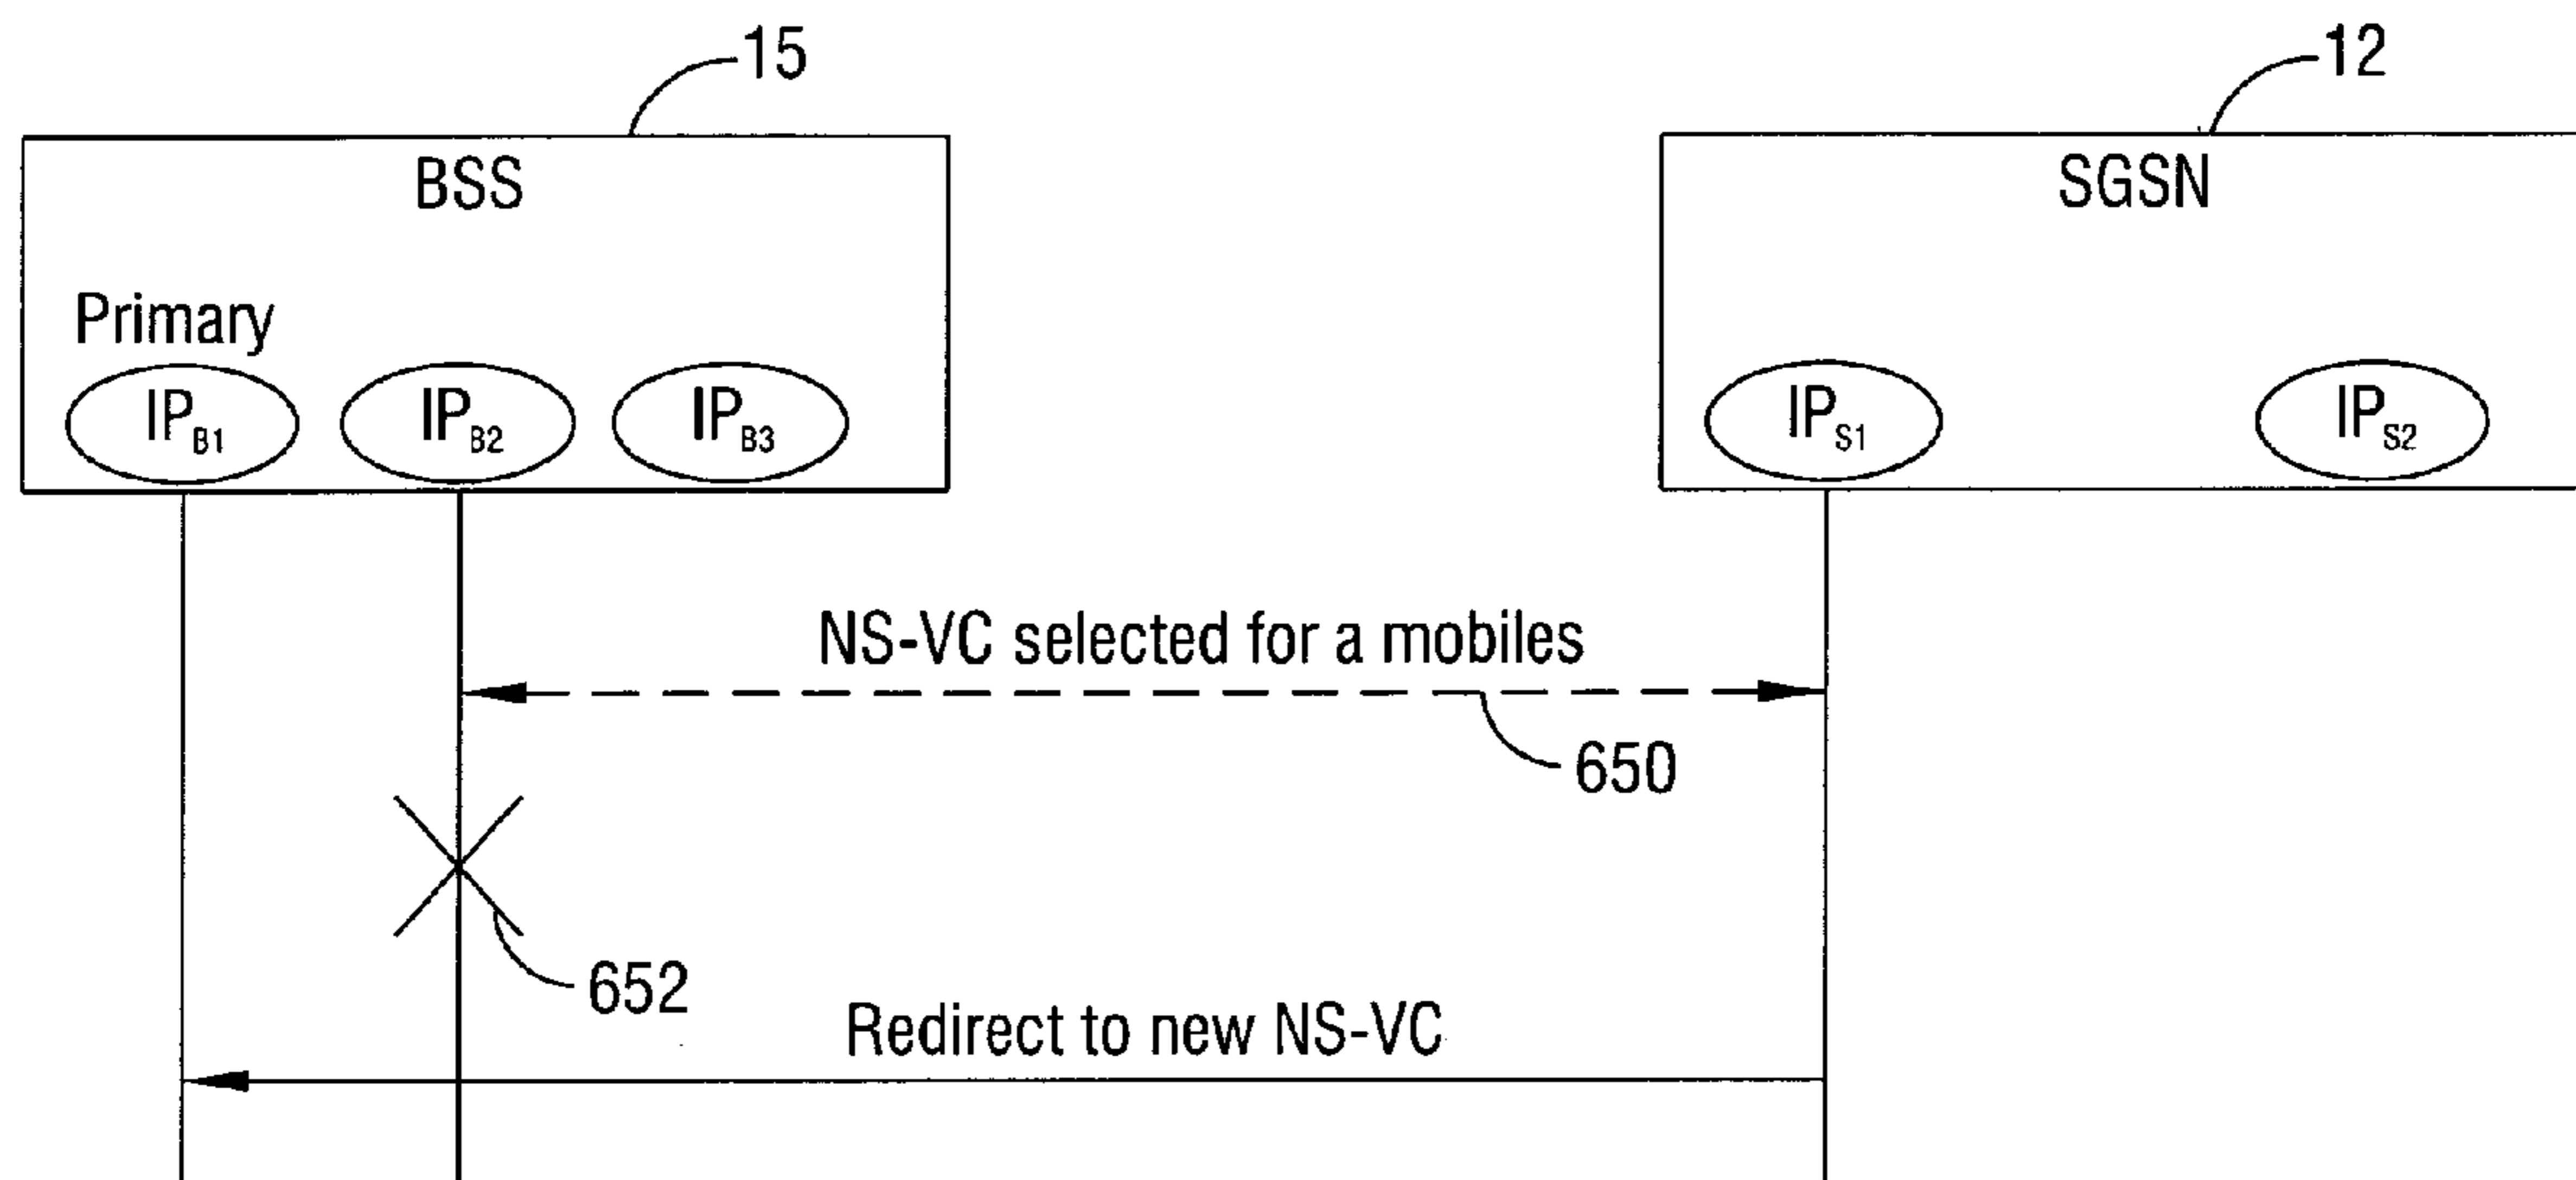 15
12
BSS
SGSN
Primary
IPB1
IPB2
IPB3
IPS1
IPS2
NS-VC selected for a mobiles
650
652
Redirect to new NS-VC